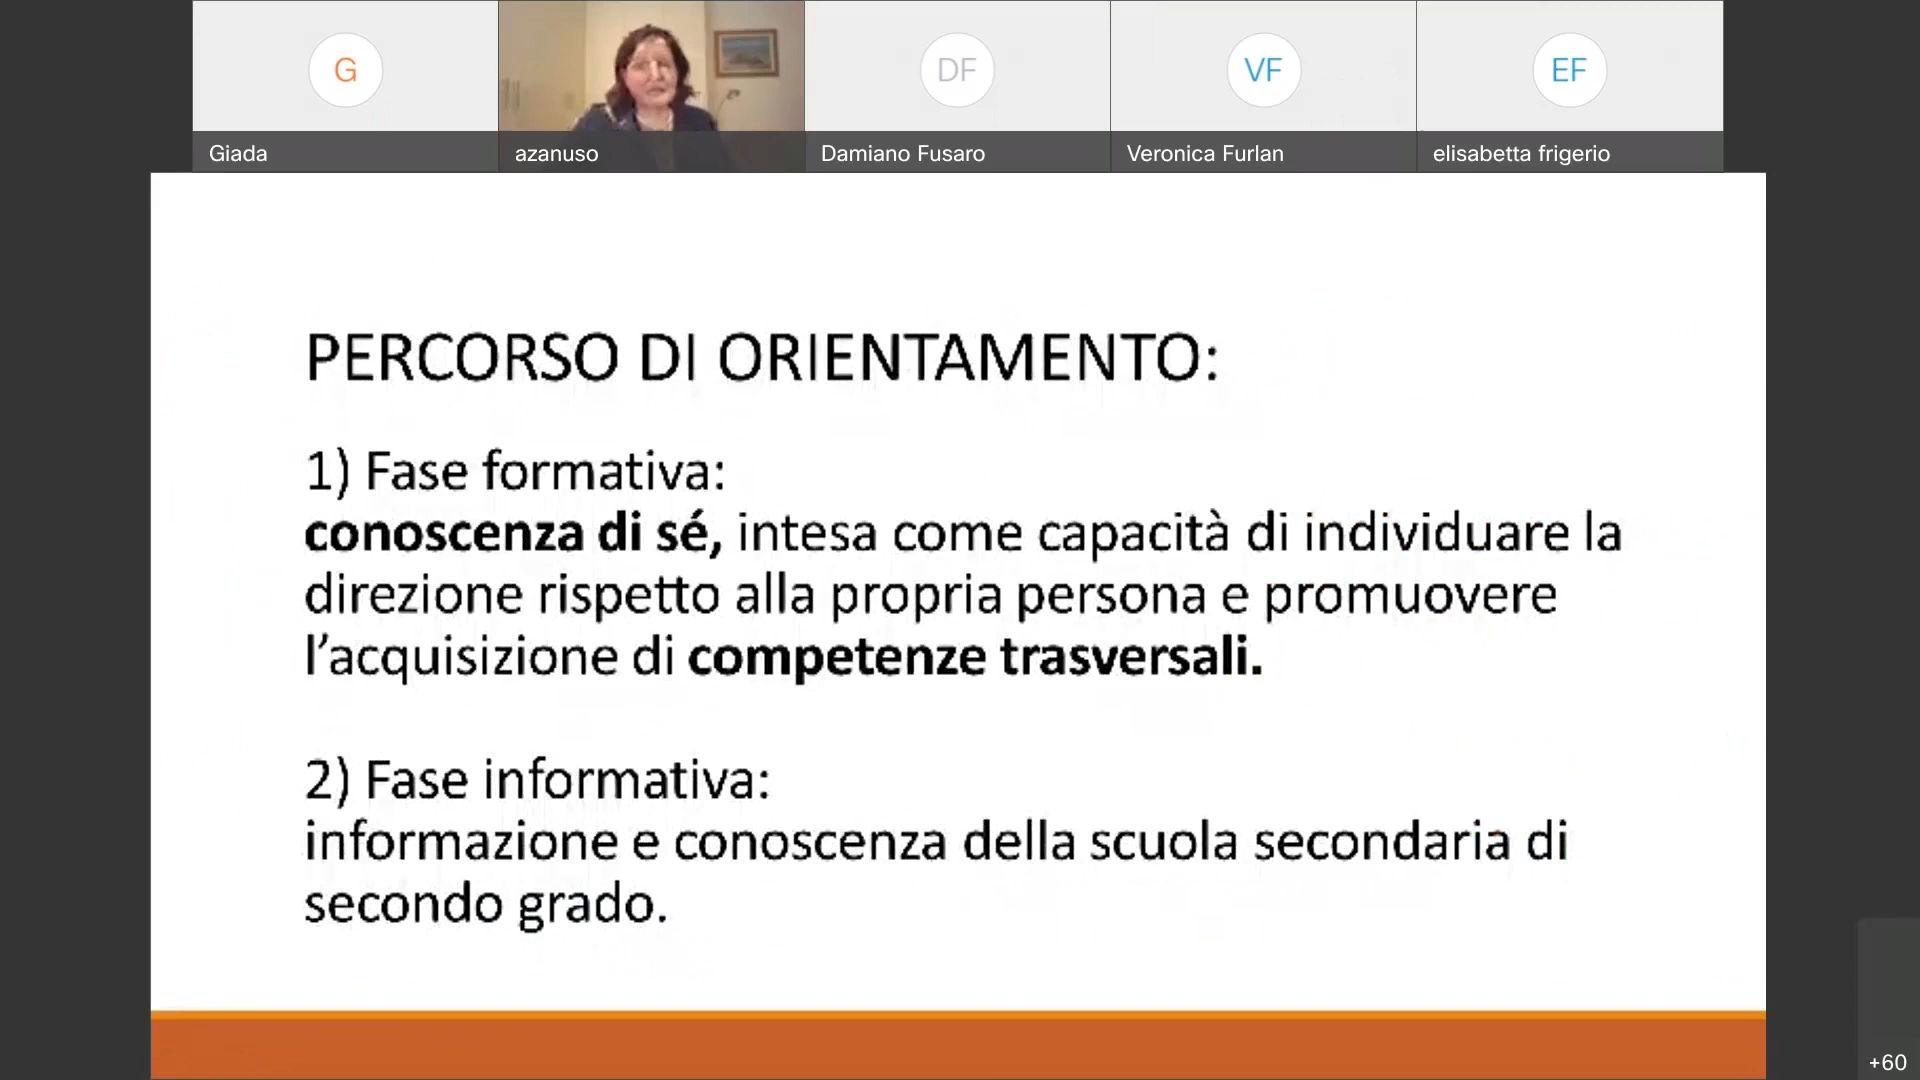 G
DF
VF
EF
Giada
azanuso
Damiano Fusaro
Veronica Furlan
elisabetta frigerio
PERCORSO DI ORIENTAMENTO:
1) Fase formativa:
conoscenza di sé, intesa come capacità di individuare la
direzione rispetto alla propria persona e promuovere
l’acquisizione di competenze trasversali.
2) Fase informativa:
informazione e conoscenza della scuola secondaria di
secondo grado.
+60